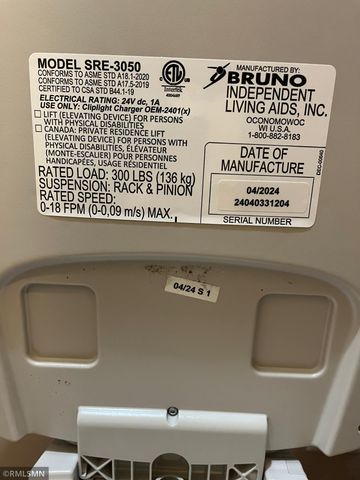 MODEL SRE-3050
CONFORMS TO ASME STD A18.1-2020
CONFORMS TO ASME STD A17.5-2019
CERTIFIED TO CSA STD B44.1-19
ELECTRICAL RATING: 24V dc, 1A
USE ONLY: Cliplight Charger OEM-2401(x)
LIFT (ELEVATING DEVICE) FOR PERSONS
WITH PHYSICAL DISABILITIES
CANADA: PRIVATE RESIDENCE LIFT
(ELEVATING DEVICE) FOR PERSONS WITH
PHYSICAL DISABILITIES, ÉLÉVATEUR
(MONTE-ESCALIER) POUR PERSONNES
HANDICAPÉES, USAGE RÉSIDENTIEL
RATED LOAD: 300 LBS (136 kg)
SUSPENSION: RACK & PINION
RATED SPEED:
0-18 FPM (0-0,09 m/s) MAX.
ETL
Intertek
MANUFACTURED BY:
BRUNO
INDEPENDENT
LIVING AIDS, INC.
OCONOMOWOC
WI U.S.A.
1-800-882-8183
DATE OF
MANUFACTURE
04/2024
24040331204
SERIAL NUMBER
04/24 S 1
©RMLSMN